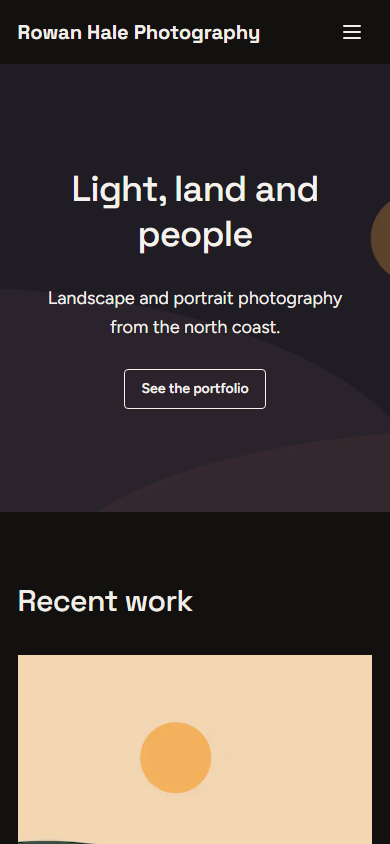 Rowan Hale Photography
Light, land and
people
Landscape and portrait photography
from the north coast.
See the portfolio
Recent work